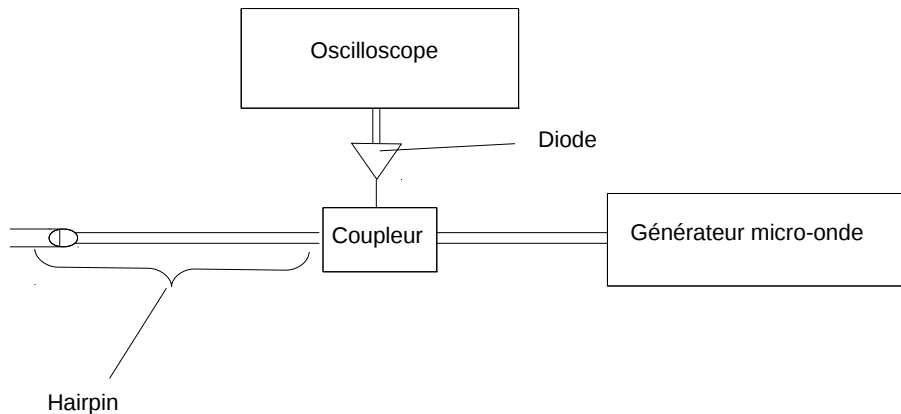 Oscilloscope
Diode
Coupleur
Générateur micro-onde
Hairpin